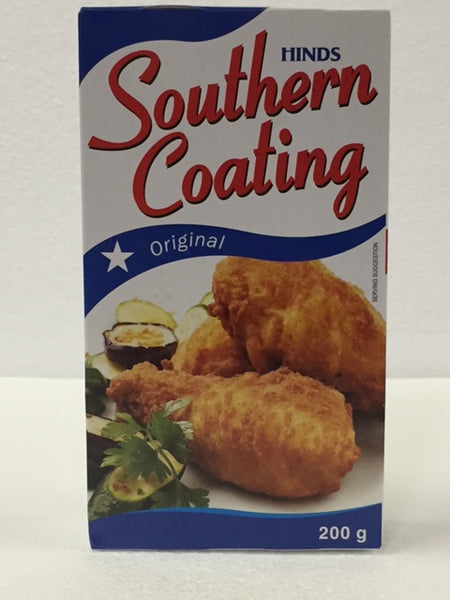 HINDS
Southern
Coating
Original
SERVING SUGGESTION
200 g